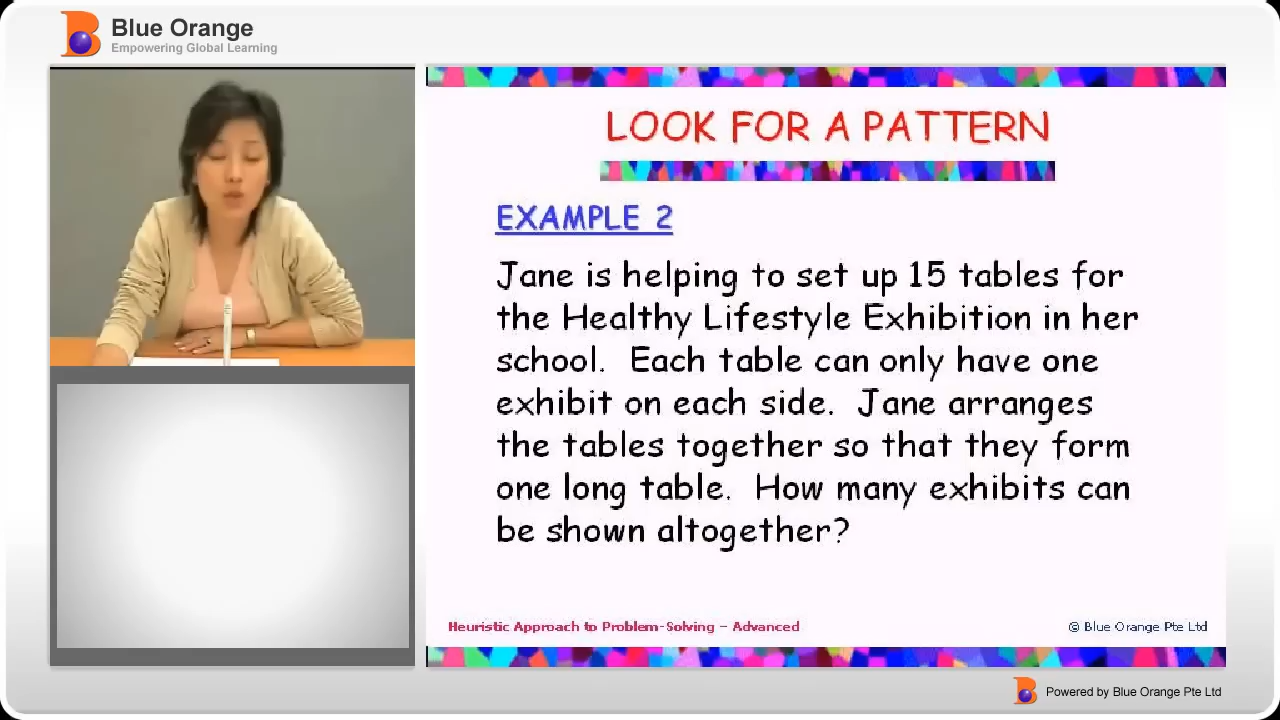 Blue Orange
Empowering Global Learning
LOOK FOR A PATTERN
EXAMPLE 2
Jane is helping to set up 15 tables for
the Healthy Lifestyle Exhibition in her
school. Each table can only have one
exhibit on each side. Jane arranges
the tables together so that they form
one long table. How many exhibits can
be shown altogether?
Heuristic Approach to Problem-Solving – Advanced
© Blue Orange Pte Ltd
Powered by Blue Orange Pte Ltd